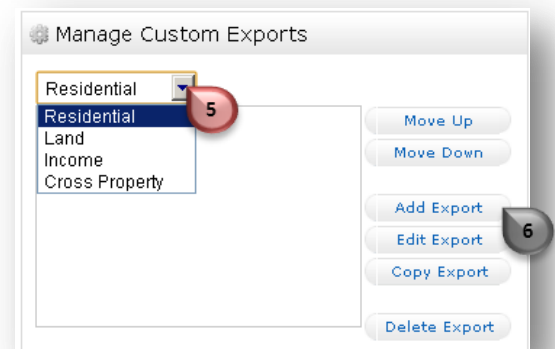 Manage Custom Exports
Residential
5
Residential
Land
Income
Cross Property
Move Up
Move Down
Add Export
6
Edit Export
Copy Export
Delete Export